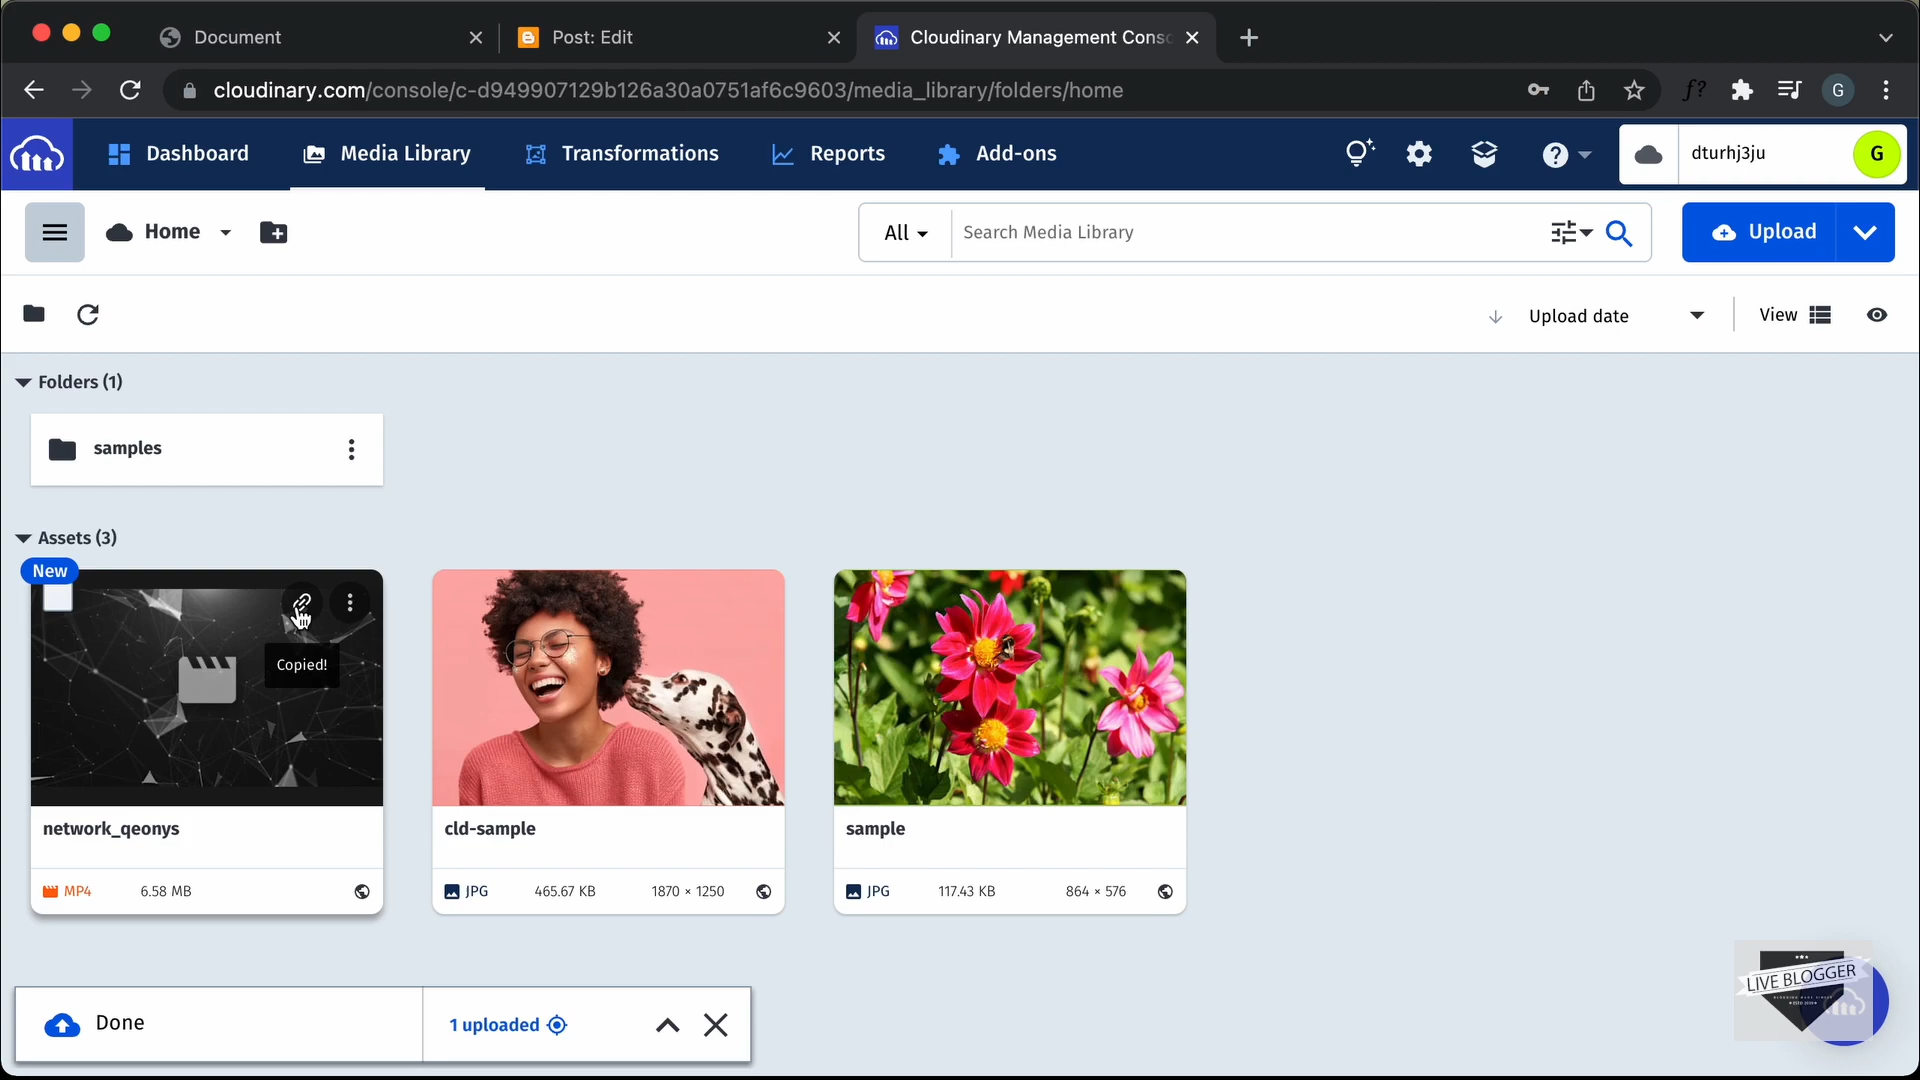 Document
Post: Edit
Cloudinary Management Conso
cloudinary.com/console/c-d949907129b126a30a0751af6c9603/media_library/folders/home
f?
G
Dashboard
Media Library
Transformations
Reports
Add-ons
dturhj3ju
G
Home
All
Search Media Library
Upload
Upload date
View
Folders (1)
samples
Assets (3)
New
Copied!
network_qeonys
cld-sample
sample
MP4 6.58 MB
JPG 465.67 KB 1870 × 1250
JPG 117.43 KB 864 × 576
LIVE BLOGGER
Done
1 uploaded